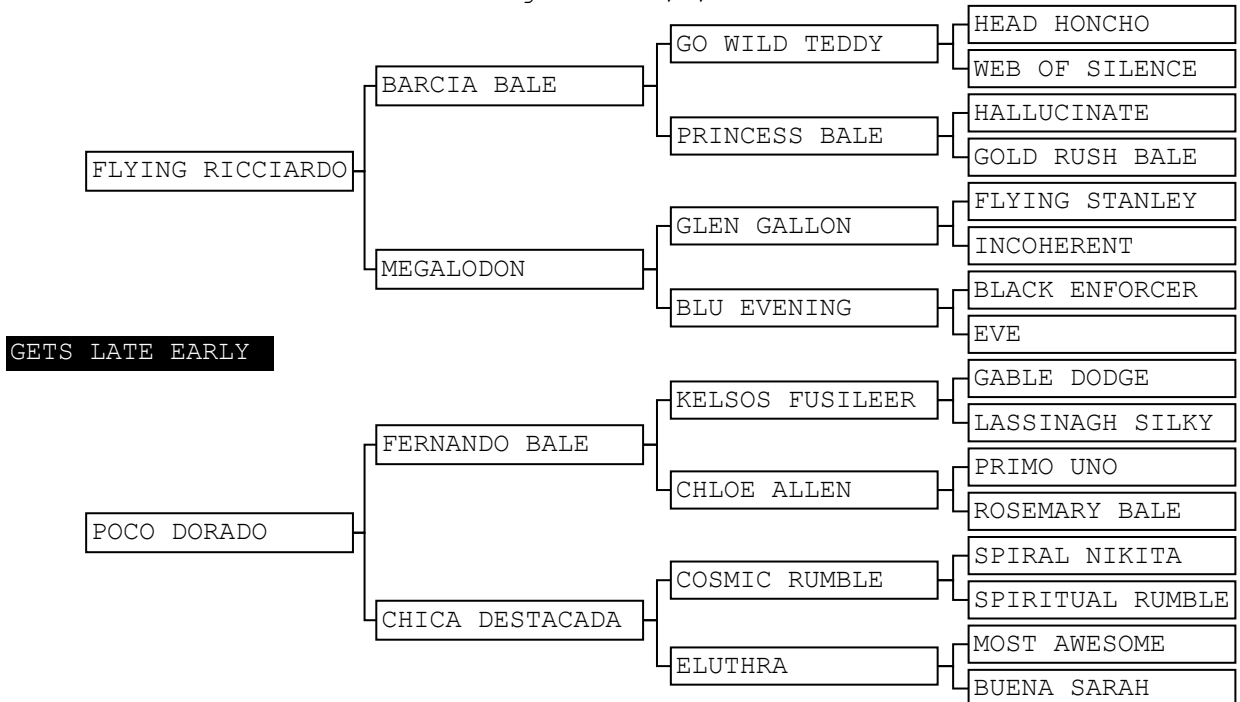 HEAD HONCHO
GO WILD TEDDY
WEB OF SILENCE
BARCIA BALE
HALLUCINATE
PRINCESS BALE
GOLD RUSH BALE
FLYING RICCIARDO
FLYING STANLEY
GLEN GALLON
INCOHERENT
MEGALODON
BLACK ENFORCER
BLU EVENING
EVE
GETS LATE EARLY
GABLE DODGE
KELSOS FUSILEER
LASSINAGH SILKY
FERNANDO BALE
PRIMO UNO
CHLOE ALLEN
ROSEMARY BALE
POCO DORADO
SPIRAL NIKITA
COSMIC RUMBLE
SPIRITUAL RUMBLE
CHICA DESTACADA
MOST AWESOME
ELUTHRA
BUENA SARAH